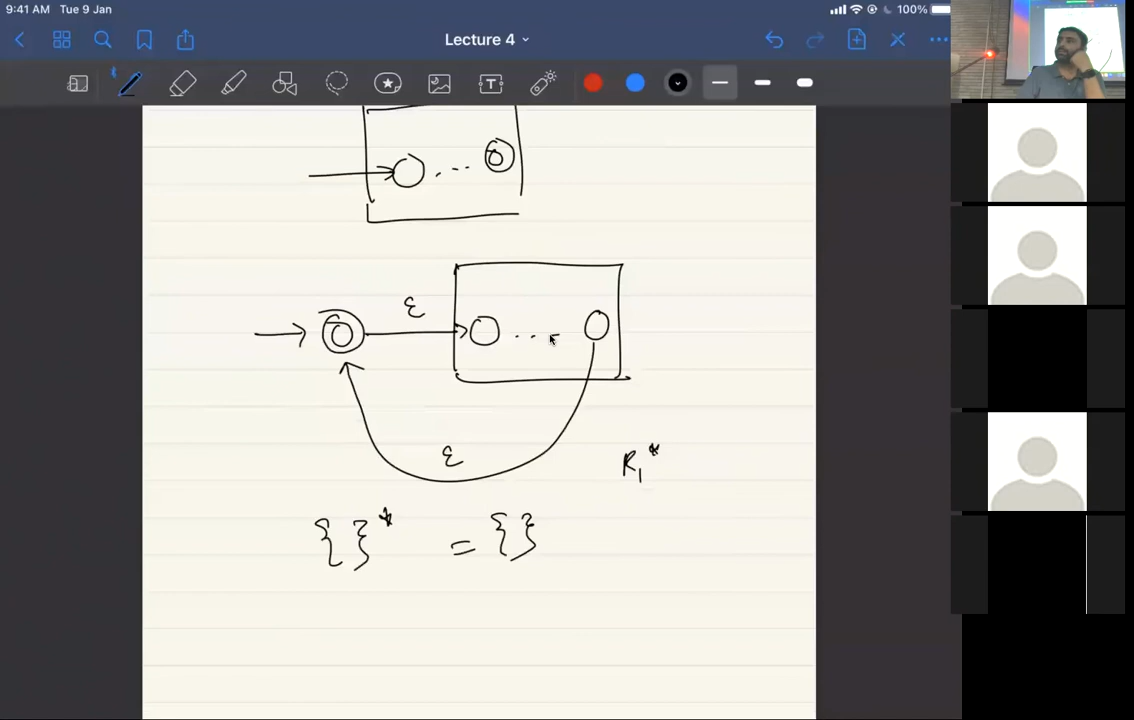 9:41 AM Tue 9 Jan
100%
Lecture 4
T
ε
ε
R₁*
{ }* = { }